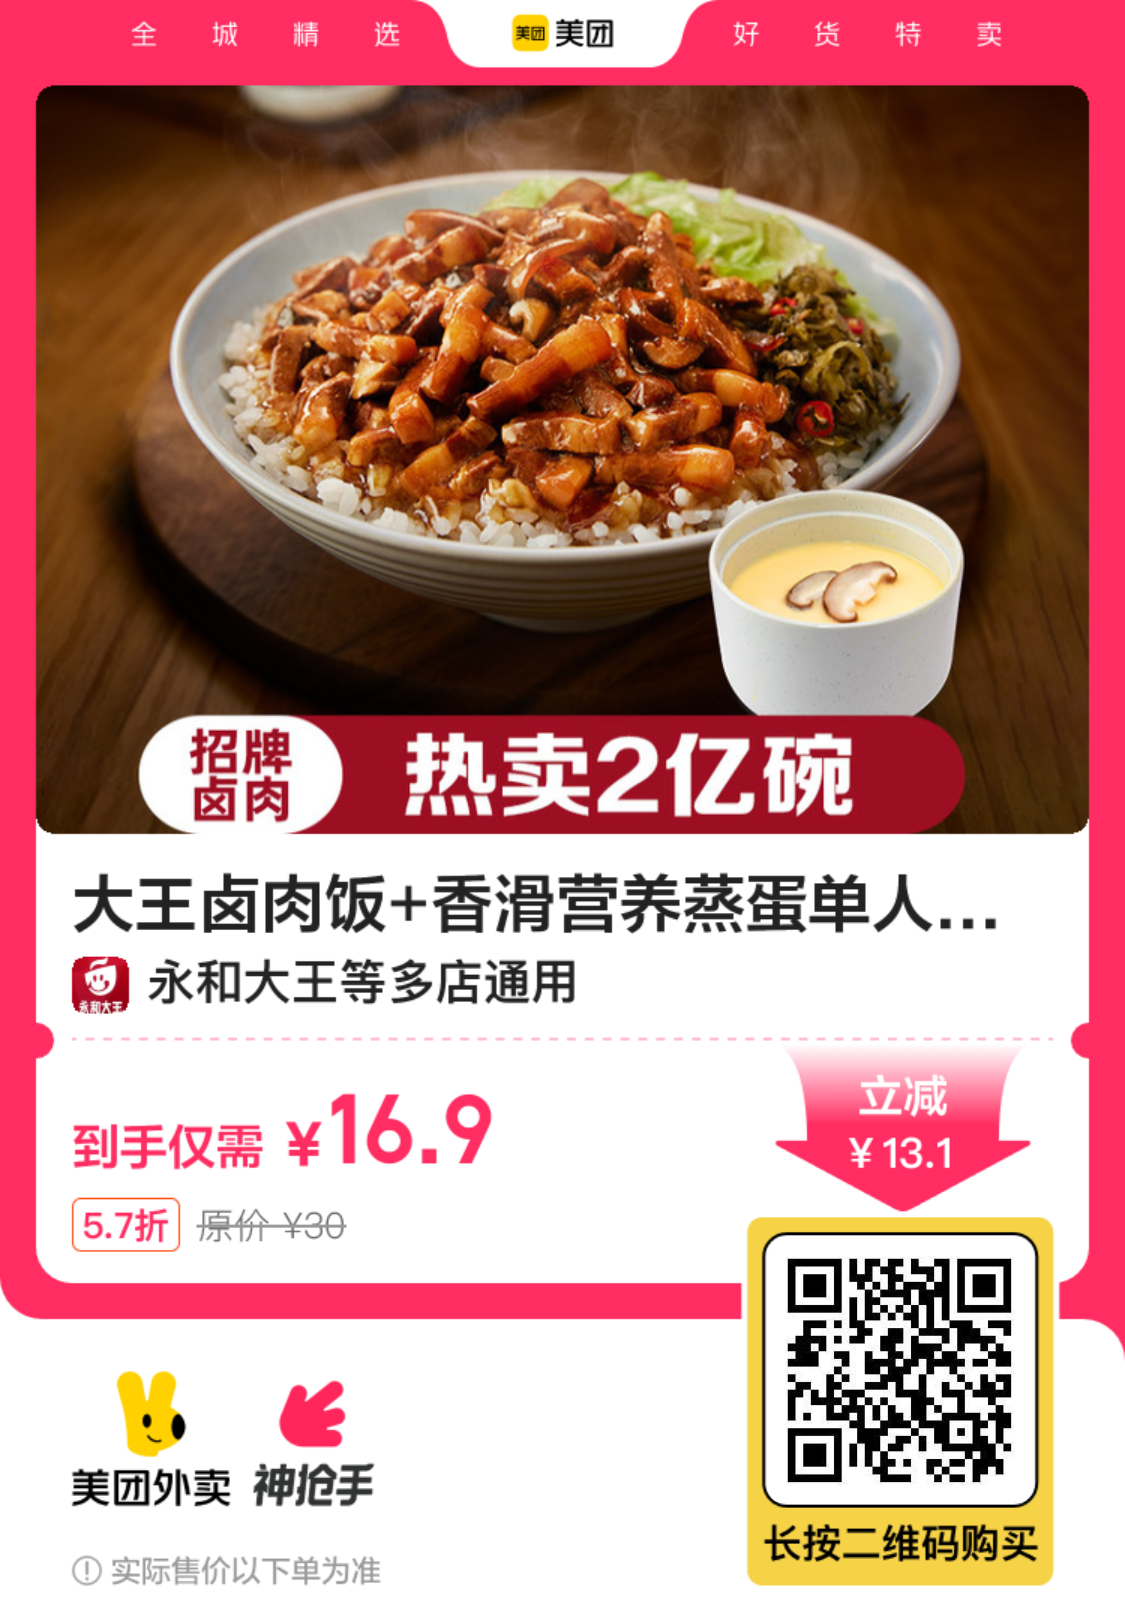 全城精选
美团 美团
好货特卖
招牌
卤肉
热卖2亿碗
大王卤肉饭+香滑营养蒸蛋单人...
永和大王
永和大王等多店通用
到手仅需 ¥16.9
立减
¥13.1
5.7折 原价 ¥30
美团外卖 神抢手
长按二维码购买
实际售价以下单为准